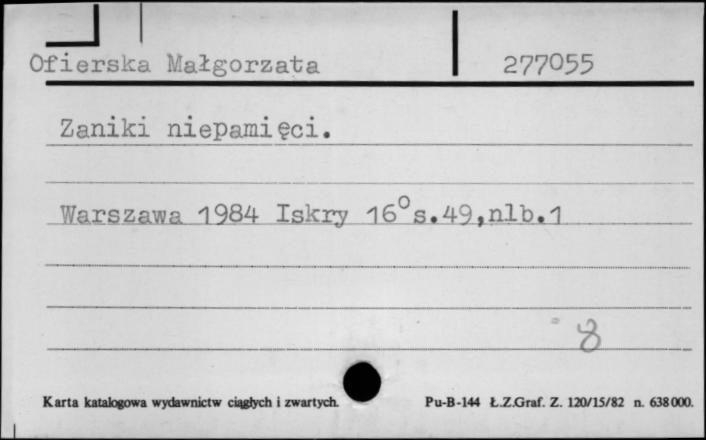 Ofierska Małgorzata 277055
Zaniki niepamięci.
Warszawa 1984 Iskry 16° s.49,nlb.1
8
Karta katalogowa wydawnictw ciągłych i zwartych. Pu-B-144 Ł.Z.Graf. Z. 120/15/82 n. 638000.